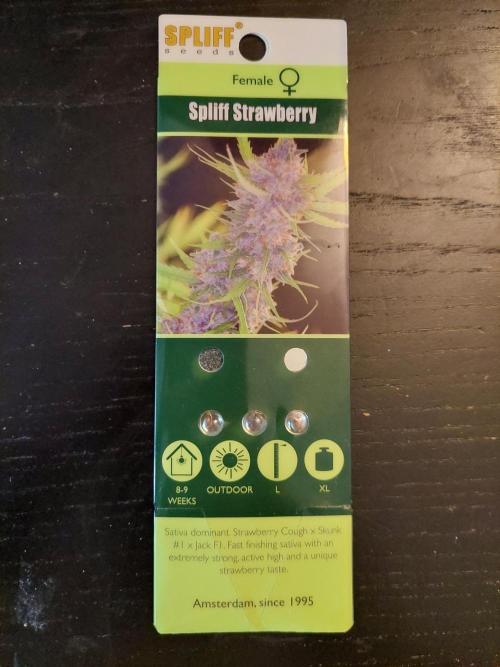 SPLIFF®
seeds
Female
Spliff Strawberry
8-9
WEEKS
OUTDOOR
L
XL
Sativa dominant. Strawberry Cough x Skunk
#1 x Jack F1. Fast finishing sativa with an
extremely strong, active high and a unique
strawberry taste.
Amsterdam, since 1995